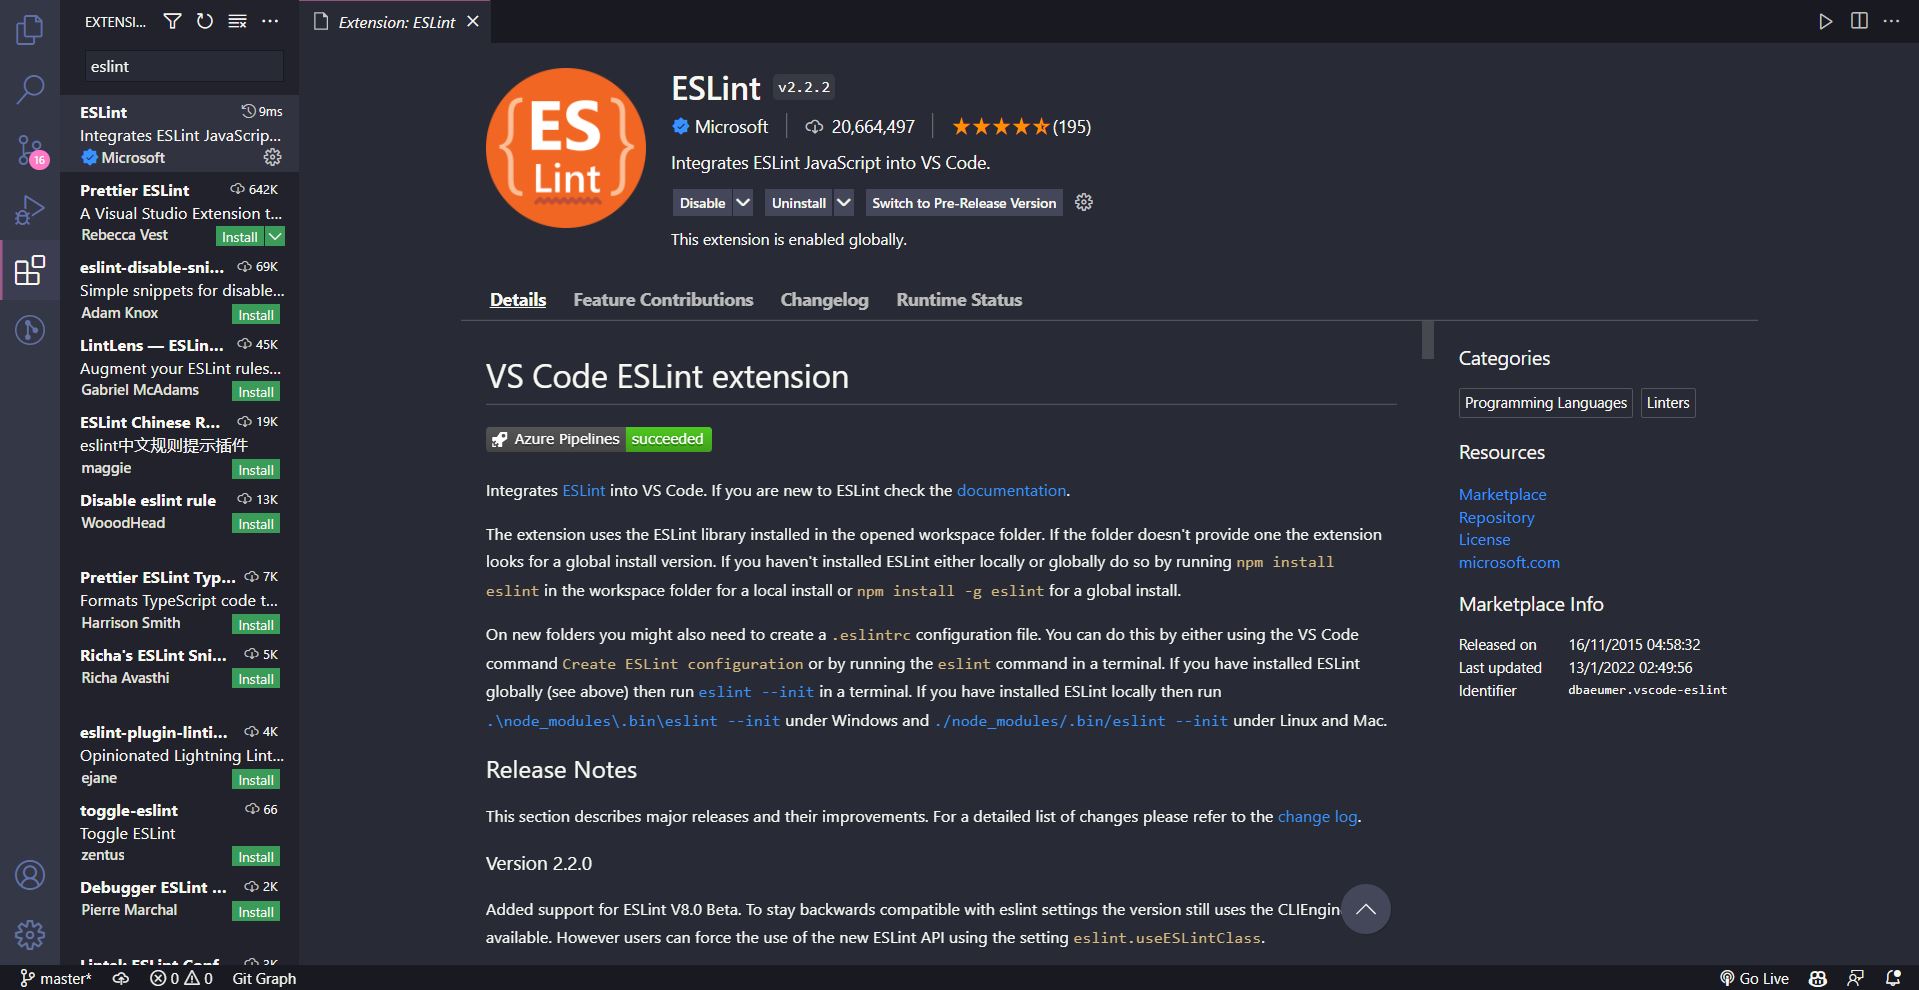 EXTENSI...
eslint
ESLint 9ms
Integrates ESLint JavaScrip...
Microsoft
Prettier ESLint 642K
A Visual Studio Extension t...
Rebecca Vest Install
eslint-disable-sni... 69K
Simple snippets for disable...
Adam Knox Install
LintLens — ESLin... 45K
Augment your ESLint rules...
Gabriel McAdams Install
ESLint Chinese R... 19K
eslint中文规则提示插件
maggie Install
Disable eslint rule 13K
WooodHead Install
Prettier ESLint Typ... 7K
Formats TypeScript code t...
Harrison Smith Install
Richa's ESLint Sni... 5K
Richa Avasthi Install
eslint-plugin-linti... 4K
Opinionated Lightning Lint...
ejane Install
toggle-eslint 66
Toggle ESLint
zentus Install
Debugger ESLint ... 2K
Pierre Marchal Install
16
Extension: ESLint
ES
Lint
ESLint v2.2.2
Microsoft 20,664,497 (195)
Integrates ESLint JavaScript into VS Code.
Disable Uninstall Switch to Pre-Release Version
This extension is enabled globally.
Details Feature Contributions Changelog Runtime Status
VS Code ESLint extension
Azure Pipelines succeeded
Integrates ESLint into VS Code. If you are new to ESLint check the documentation.
The extension uses the ESLint library installed in the opened workspace folder. If the folder doesn't provide one the extension
looks for a global install version. If you haven't installed ESLint either locally or globally do so by running npm install
eslint in the workspace folder for a local install or npm install -g eslint for a global install.
On new folders you might also need to create a .eslintrc configuration file. You can do this by either using the VS Code
command Create ESLint configuration or by running the eslint command in a terminal. If you have installed ESLint
globally (see above) then run eslint --init in a terminal. If you have installed ESLint locally then run
.\node_modules\.bin\eslint --init under Windows and ./node_modules/.bin/eslint --init under Linux and Mac.
Release Notes
This section describes major releases and their improvements. For a detailed list of changes please refer to the change log.
Version 2.2.0
Added support for ESLint V8.0 Beta. To stay backwards compatible with eslint settings the version still uses the CLIEngin
available. However users can force the use of the new ESLint API using the setting eslint.useESLintClass.
Categories
Programming Languages Linters
Resources
Marketplace
Repository
License
microsoft.com
Marketplace Info
Released on 16/11/2015 04:58:32
Last updated 13/1/2022 02:49:56
Identifier dbaeumer.vscode-eslint
master* 0 0 Git Graph Go Live